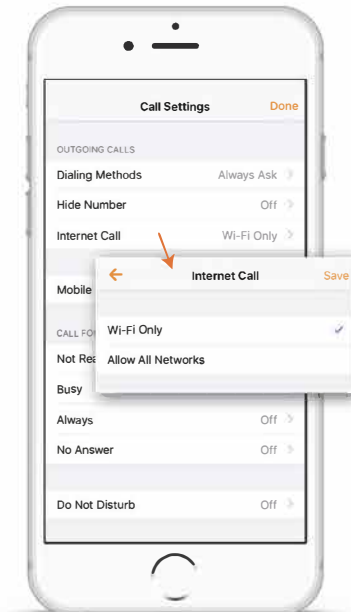 Call Settings Done
OUTGOING CALLS
Dialing Methods Always Ask
Hide Number Off
Internet Call Wi-Fi Only
Internet Call Save
Mobile
Wi-Fi Only
CALL FO
Allow All Networks
Not Rea
Busy
Always Off
No Answer Off
Do Not Disturb Off